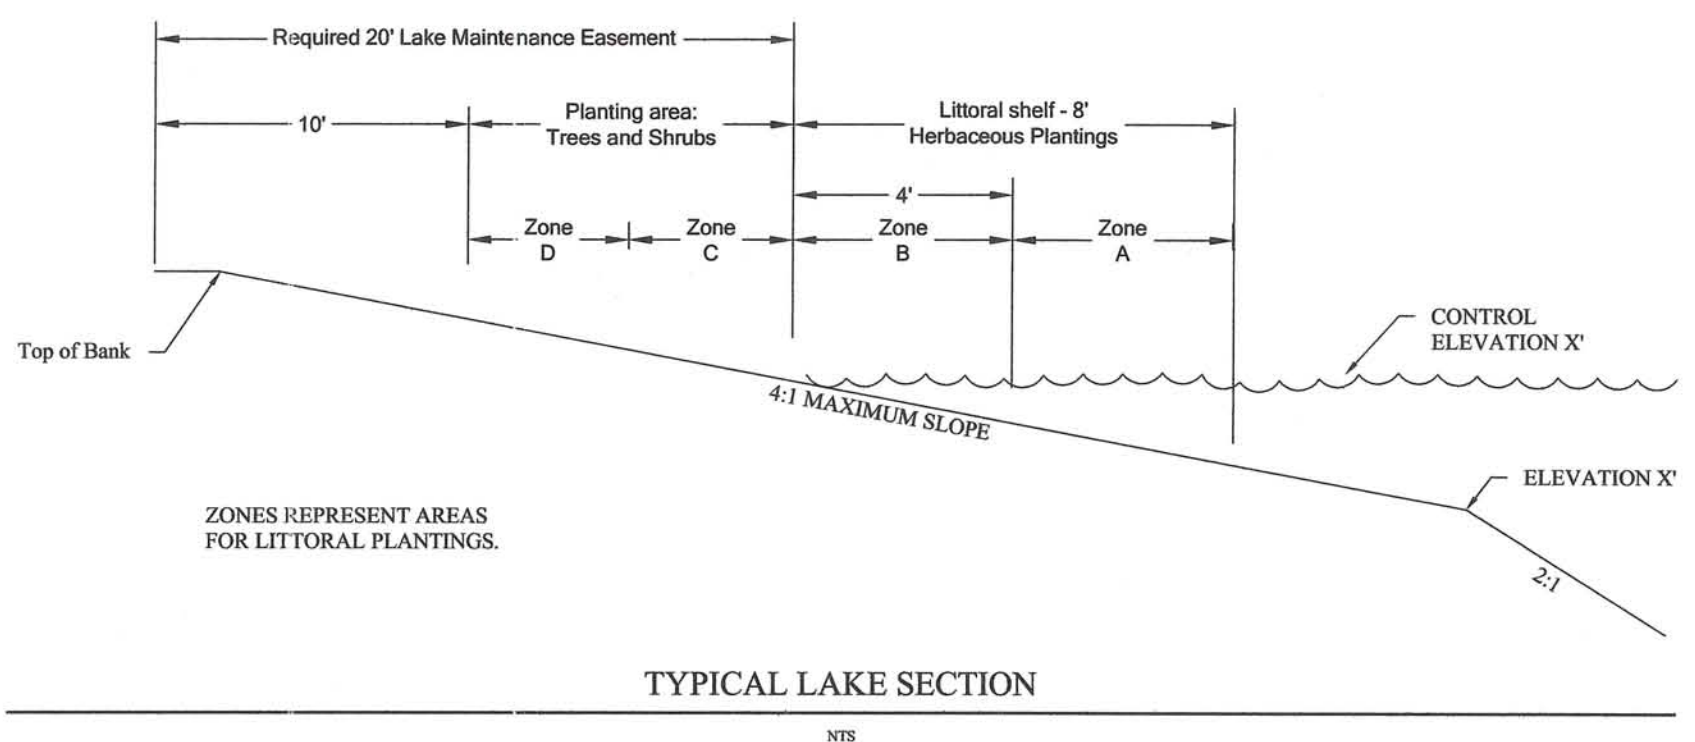 Required 20' Lake Maintenance Easement
10'
Planting area:
Trees and Shrubs
Littoral shelf - 8'
Herbaceous Plantings
4'
Zone
D
Zone
C
Zone
B
Zone
A
Top of Bank
CONTROL
ELEVATION X'
4:1 MAXIMUM SLOPE
ELEVATION X'
ZONES REPRESENT AREAS
FOR LITTORAL PLANTINGS.
2:1
TYPICAL LAKE SECTION
NTS